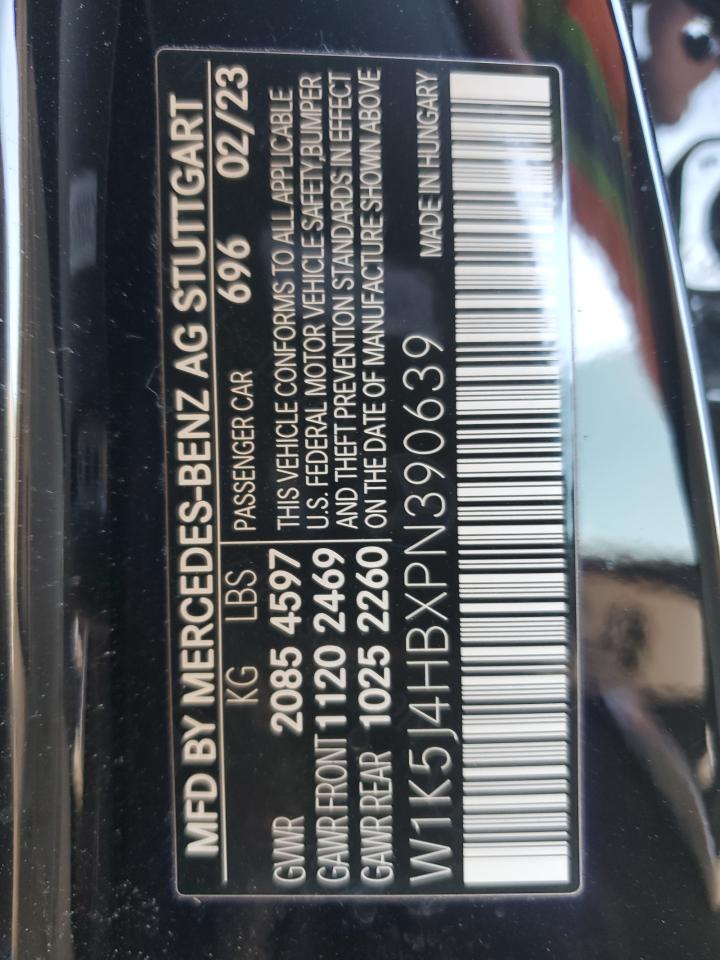 MFD BY MERCEDES-BENZ AG STUTTGART
KG LBS PASSENGER CAR 696 02/23
GWR 2085 4597 THIS VEHICLE CONFORMS TO ALL APPLICABLE
GAWR FRONT 1120 2469 U.S. FEDERAL MOTOR VEHICLE SAFETY,BUMPER
AND THEFT PREVENTION STANDARDS IN EFFECT
GAWR REAR 1025 2260 ON THE DATE OF MANUFACTURE SHOWN ABOVE
W1K5J4HBXPN390639 MADE IN HUNGARY